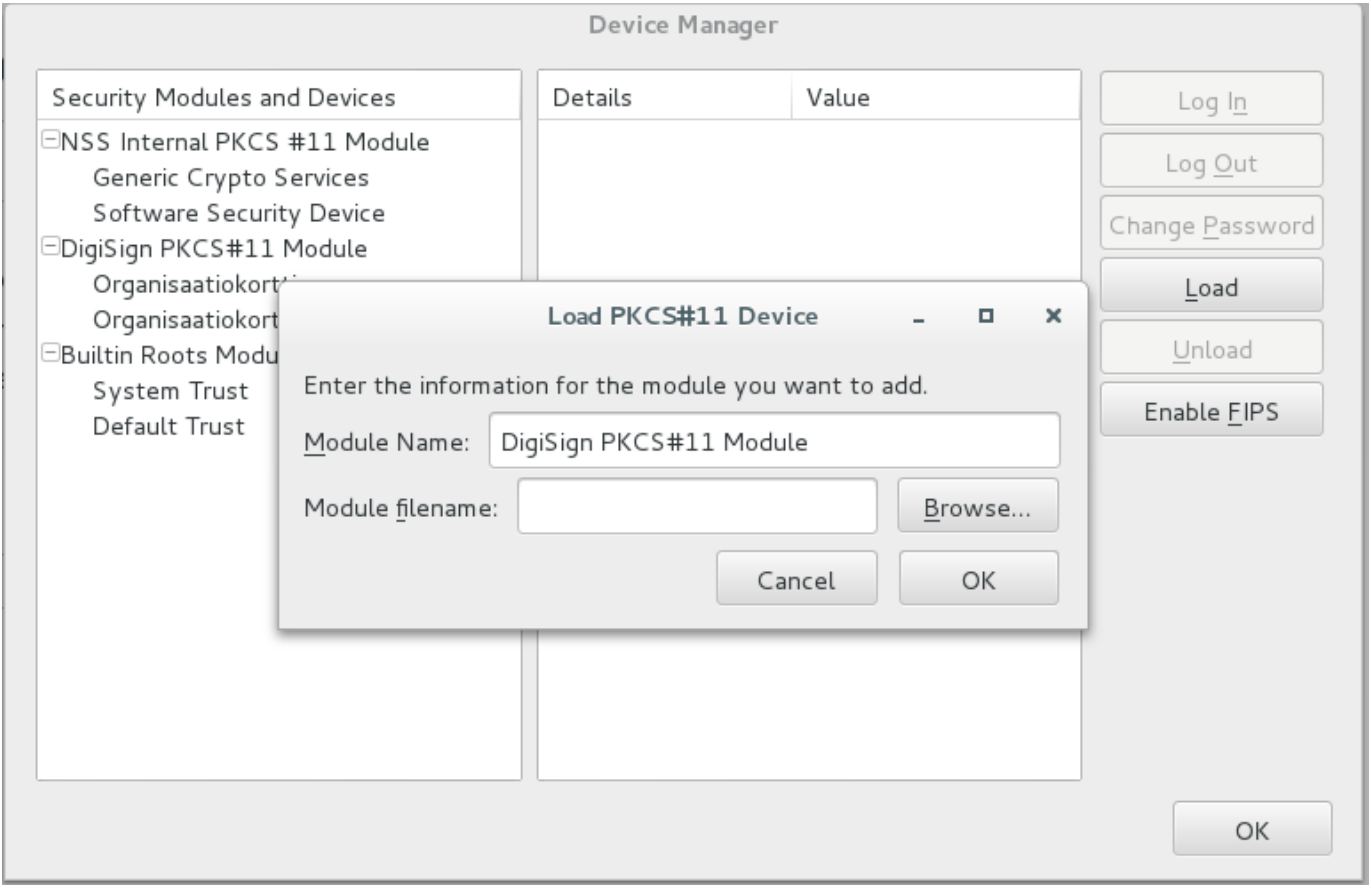 Device Manager
Security Modules and Devices
Details
Value
NSS Internal PKCS #11 Module
Generic Crypto Services
Software Security Device
DigiSign PKCS#11 Module
Organisaatiokortti
Organisaatiokort
Builtin Roots Modu
System Trust
Default Trust
Log In
Log Out
Change Password
Load
Unload
Enable FIPS
Load PKCS#11 Device
Enter the information for the module you want to add.
Module Name: DigiSign PKCS#11 Module
Module filename:
Browse...
Cancel
OK
OK